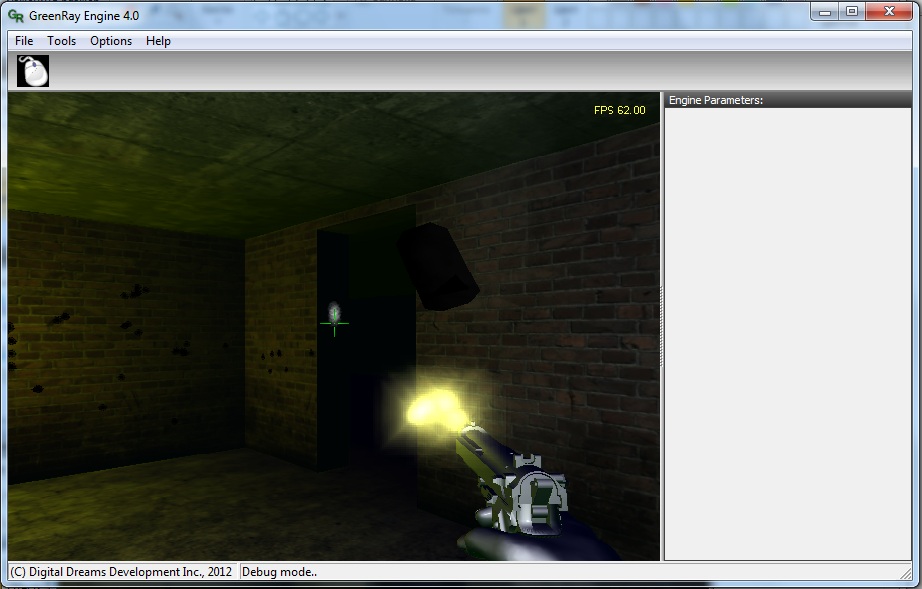 GR GreenRay Engine 4.0
File Tools Options Help
FPS 62.00
Engine Parameters:
(C) Digital Dreams Development Inc., 2012 Debug mode..